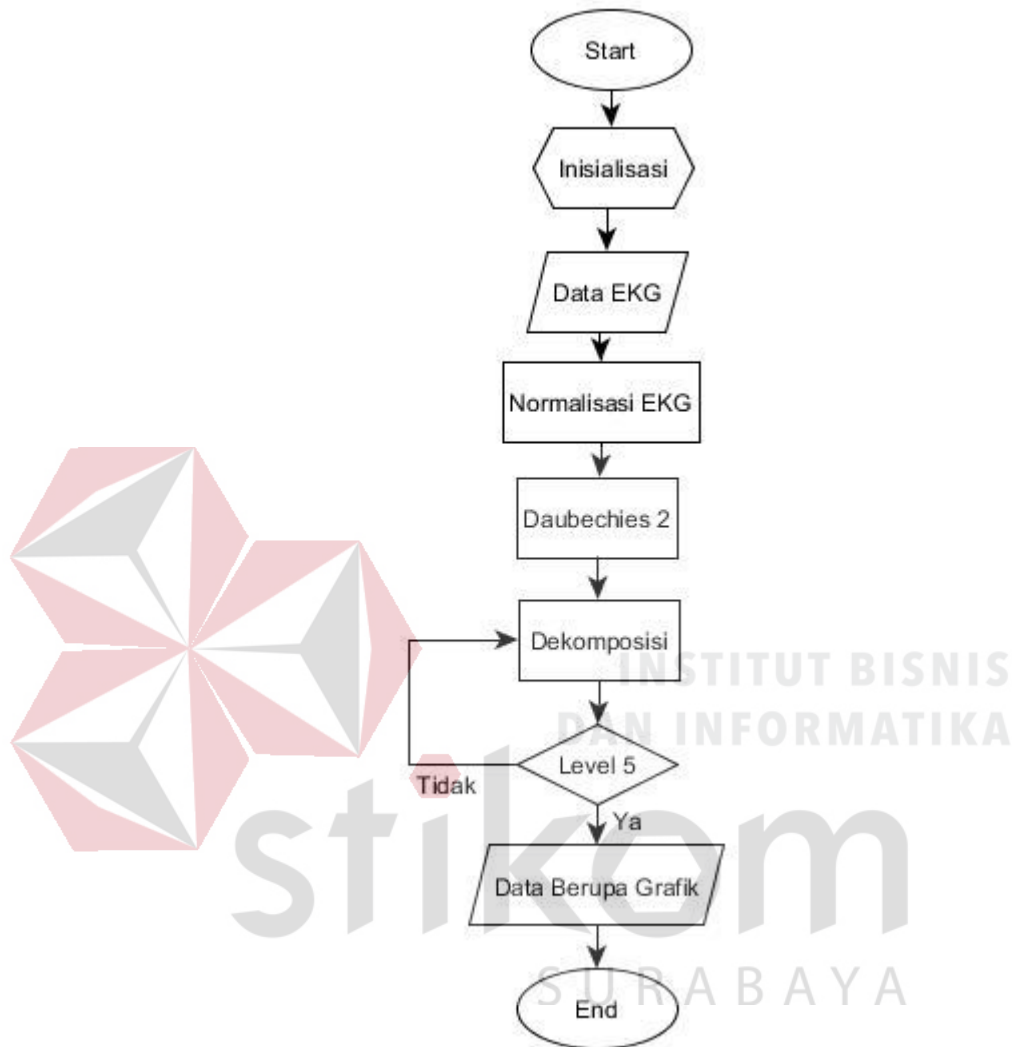 Start
Inisialisasi
Data EKG
Normalisasi EKG
Daubechies 2
Dekomposisi
INSTITUT BISNIS
DAN INFORMATIKA
Level 5
Tidak
Ya
stikom
Data Berupa Grafik
SURABAYA
End